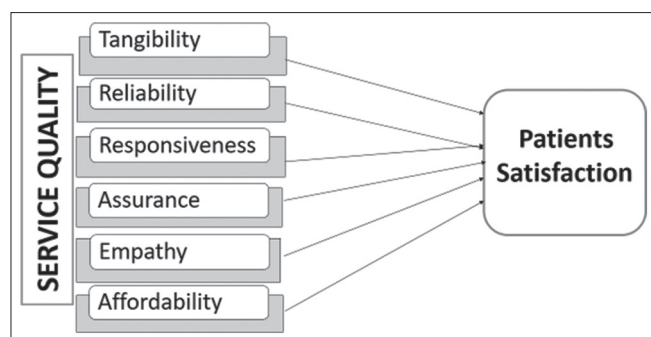 SERVICE QUALITY
Tangibility
Reliability
Responsiveness
Assurance
Empathy
Affordability
Patients
Satisfaction